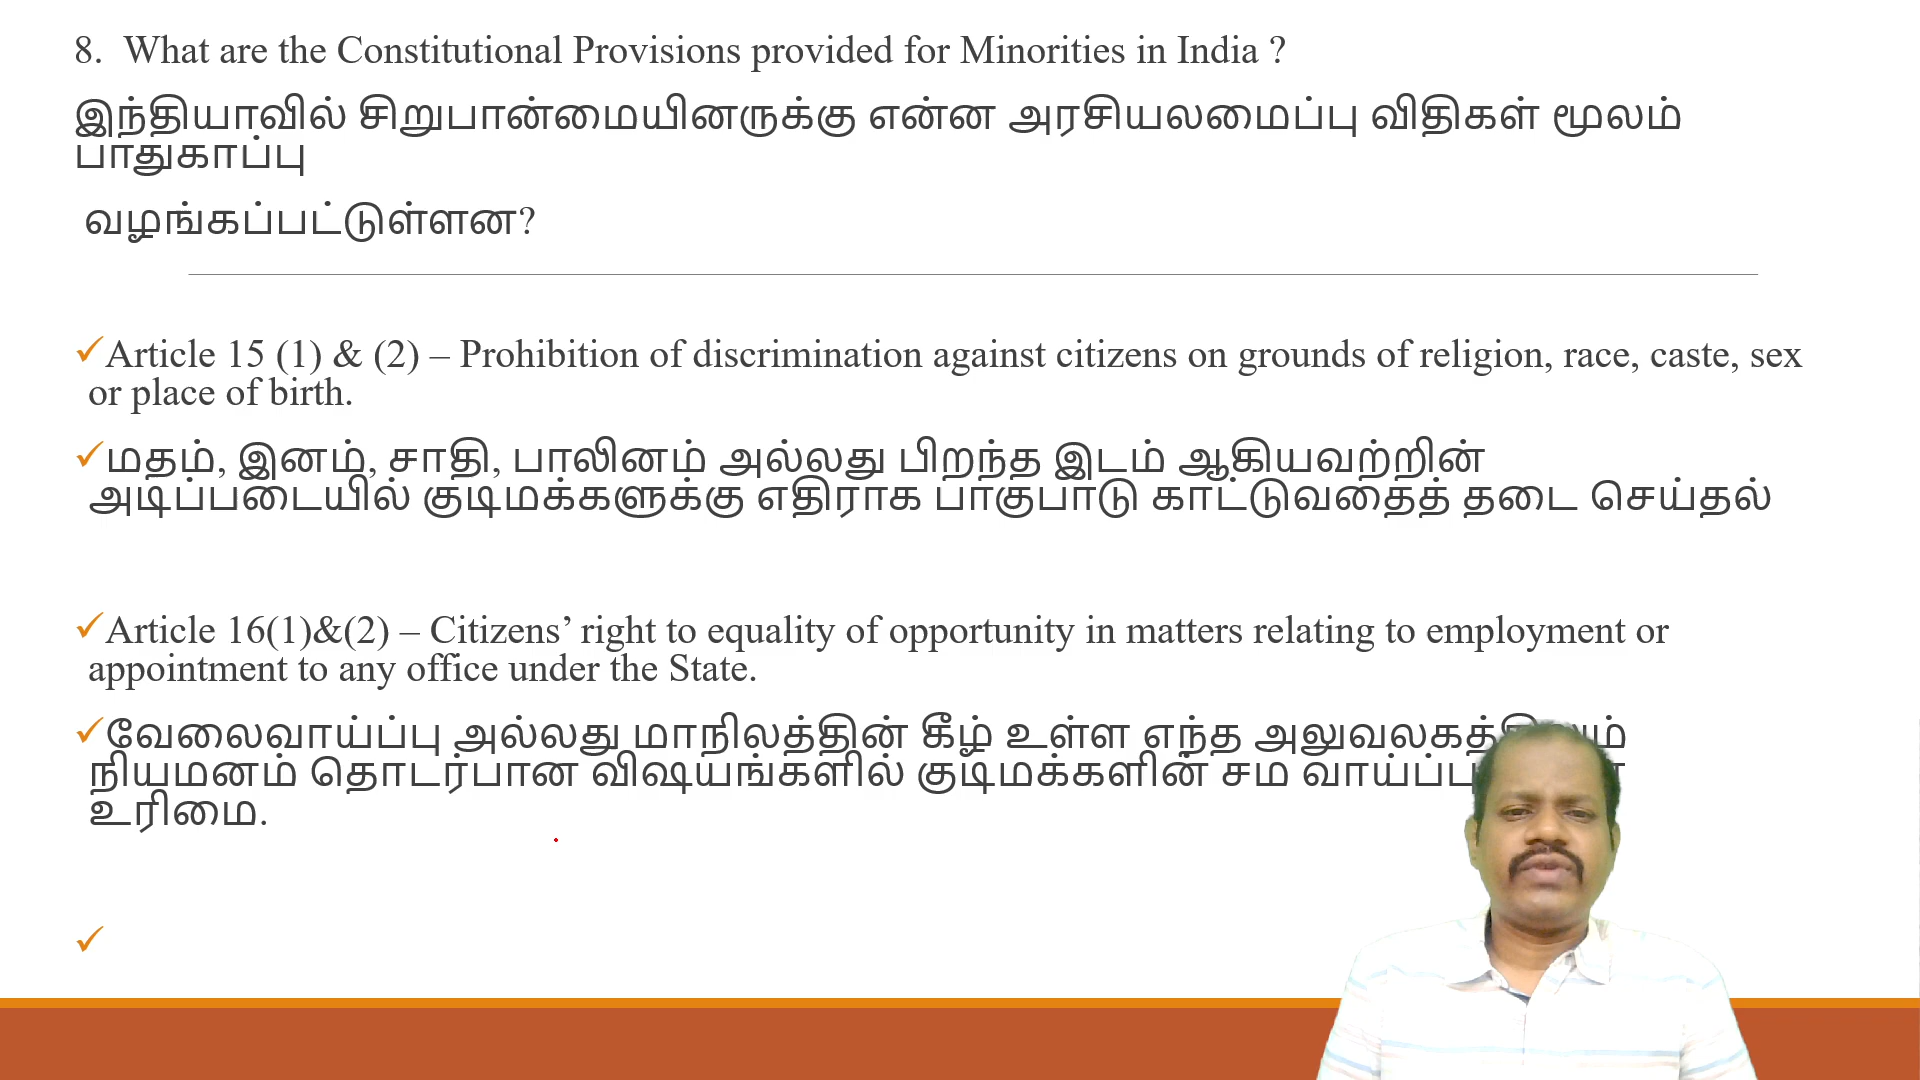 8. What are the Constitutional Provisions provided for Minorities in India ?
இந்தியாவில் சிறுபான்மையினருக்கு என்ன அரசியலமைப்பு விதிகள் மூலம்
பாதுகாப்பு
வழங்கப்பட்டுள்ளன?
✓Article 15 (1) & (2) – Prohibition of discrimination against citizens on grounds of religion, race, caste, sex
or place of birth.
✓மதம், இனம், சாதி, பாலினம் அல்லது பிறந்த இடம் ஆகியவற்றின்
அடிப்படையில் குடிமக்களுக்கு எதிராக பாகுபாடு காட்டுவதைத் தடை செய்தல்
✓Article 16(1)&(2) – Citizens’ right to equality of opportunity in matters relating to employment or
appointment to any office under the State.
✓வேலைவாய்ப்பு அல்லது மாநிலத்தின் கீழ் உள்ள எந்த
நியமனம் தொடர்பான விஷயங்களில் குடிமக்களின் சம
உரிமை.
✓